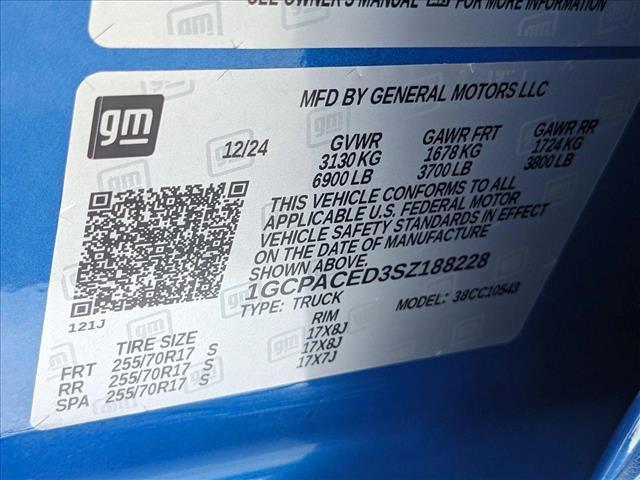 SEE OWNER'S MANUAL gm FOR MORE INFORMATION
gm
MFD BY GENERAL MOTORS LLC
12/24
GVWR GAWR FRT GAWR RR
3130 KG 1678 KG 1724 KG
6900 LB 3700 LB 3800 LB
THIS VEHICLE CONFORMS TO ALL
APPLICABLE U.S. FEDERAL MOTOR
VEHICLE SAFETY STANDARDS IN EFFECT
ON THE DATE OF MANUFACTURE
SHOWN ABOVE.
1GCPACED3SZ188228
TYPE: TRUCK MODEL: 38CC10543
121J
TIRE SIZE RIM
FRT 255/70R17 S 17X8J
RR 255/70R17 S 17X8J
SPA 255/70R17 S 17X7J